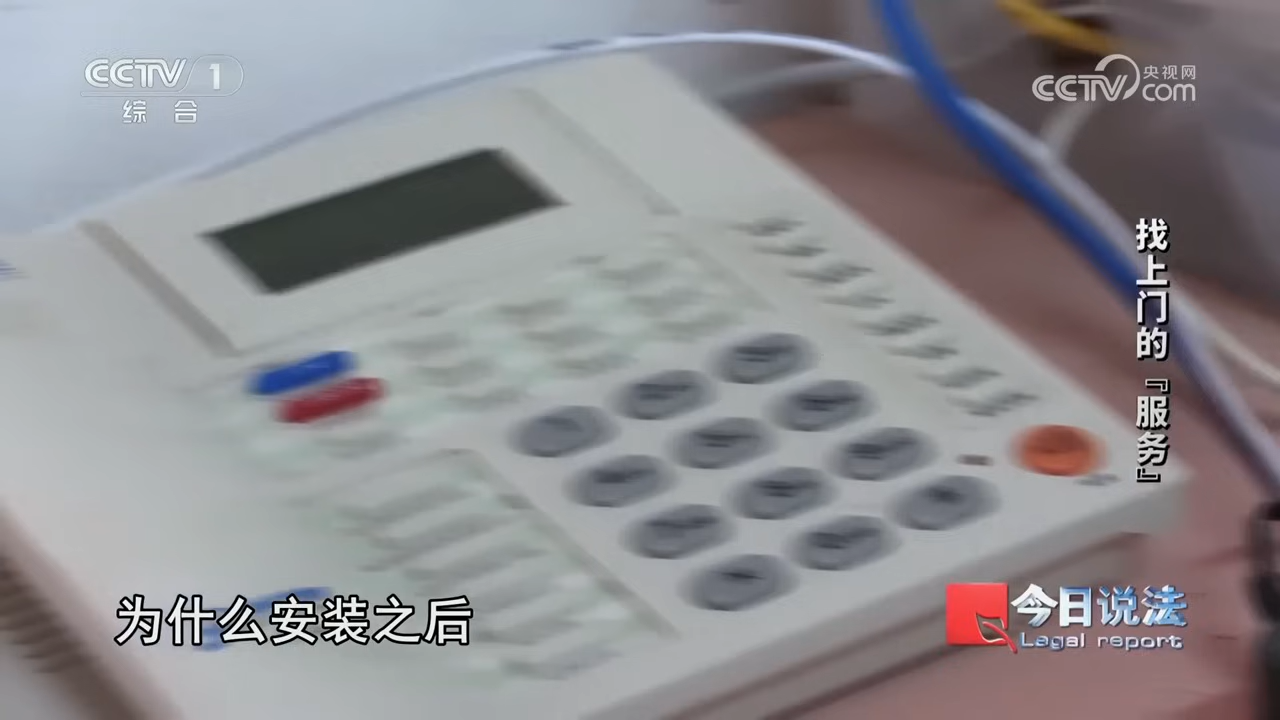 CCTV 1
综合
央视网
CCTV.com
找上门的『服务』
为什么安装之后
今日说法
Legal report